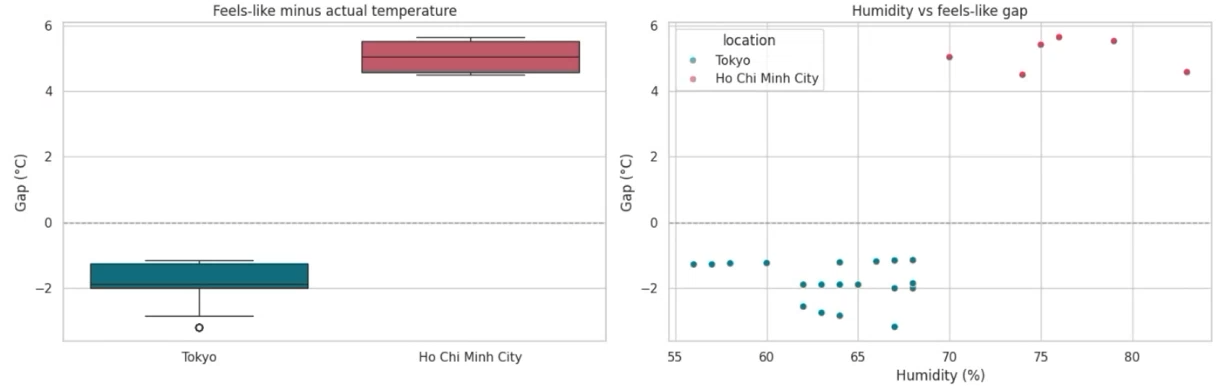 Feels-like minus actual temperature
6
4
2
0
−2
Gap (°C)
Tokyo
Ho Chi Minh City
Humidity vs feels-like gap
location
Tokyo
Ho Chi Minh City
6
4
2
0
−2
Gap (°C)
55 60 65 70 75 80
Humidity (%)